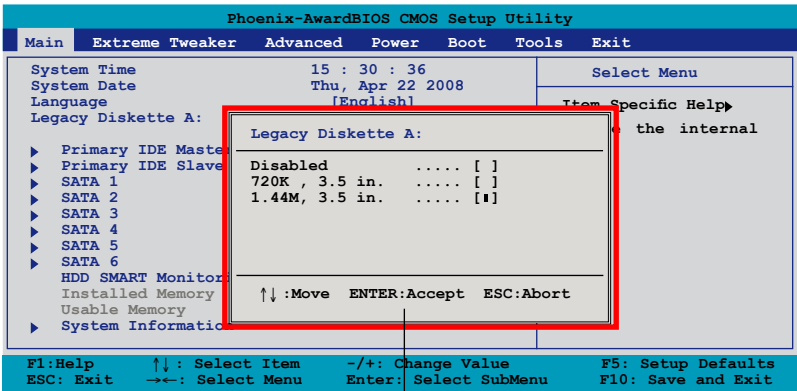 Phoenix-AwardBIOS CMOS Setup Utility
Main Extreme Tweaker Advanced Power Boot Tools Exit
System Time 15 : 30 : 36
System Date Thu, Apr 22 2008
Language [English]
Legacy Diskette A:
Primary IDE Master
Primary IDE Slave
SATA 1
SATA 2
SATA 3
SATA 4
SATA 5
SATA 6
HDD SMART
Installed Memory
Usable Memory
System
Select Menu
Item Specific Help
the internal
Legacy Diskette A:
Disabled ..... [ ]
720K , 3.5 in. ..... [ ]
1.44M, 3.5 in. ..... [▮]
↑↓ :Move ENTER:Accept ESC:Abort
F1:Help ↑↓ : Select Item -/+: Change Value F5: Setup Defaults
ESC: Exit →←: Select Menu Enter: Select SubMenu F10: Save and Exit